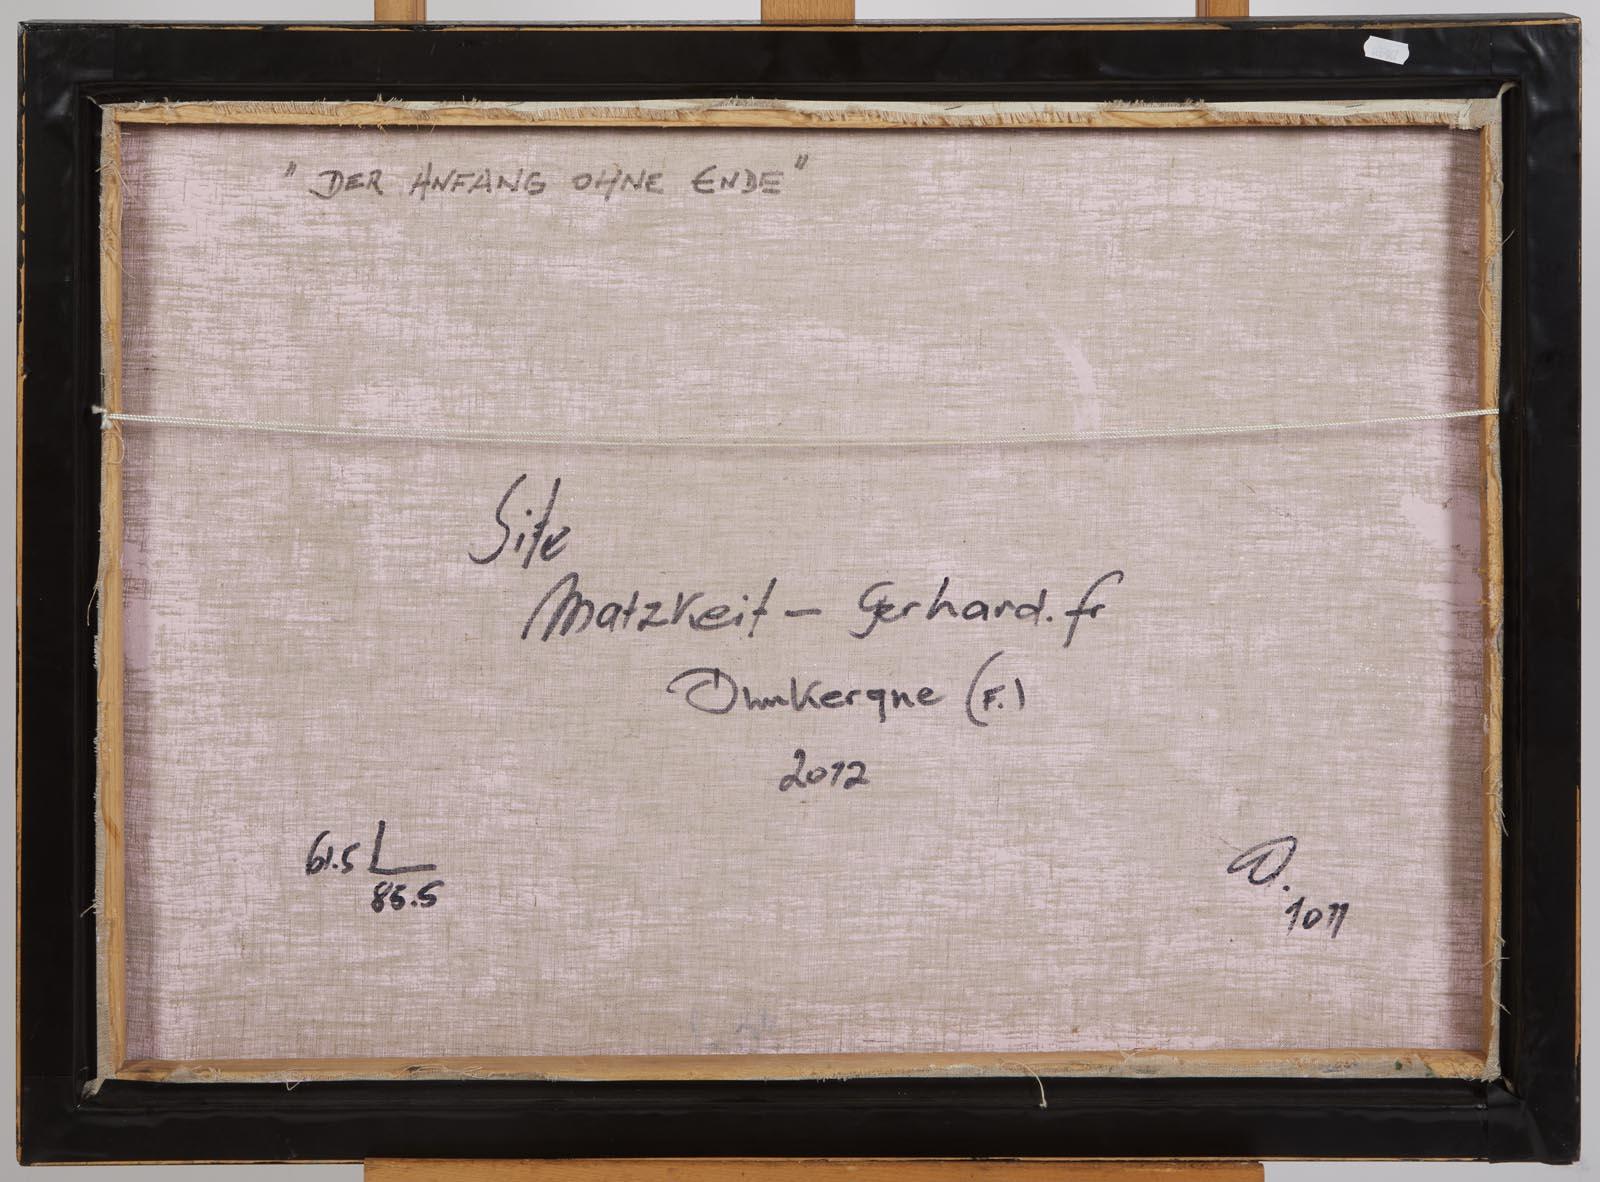 "DER ANFANG OHNE ENDE"
Site
Matzkeit - Gerhard.fr
Dunkerque (F.)
2012
61.5
85.5
1011